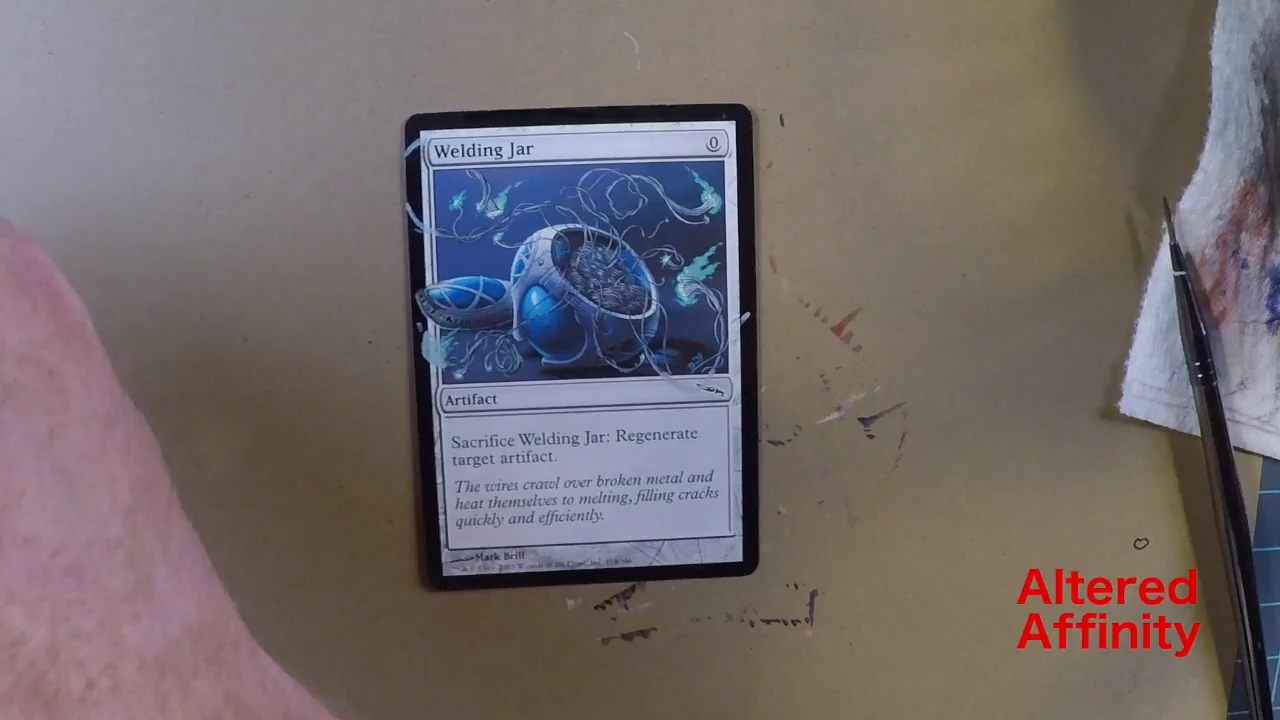 Welding Jar
0
Artifact
Sacrifice Welding Jar: Regenerate
target artifact.
The wires crawl over broken metal and
heat themselves to melting, filling cracks
quickly and efficiently.
Mark Brill
Altered
Affinity